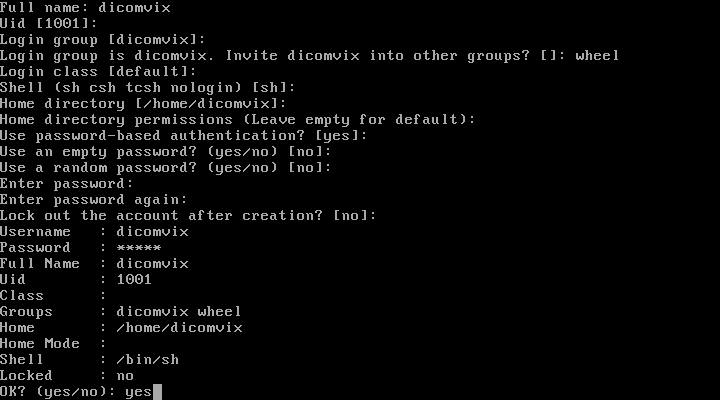 Full name: dicomvix
Uid [1001]:
Login group [dicomvix]:
Login group is dicomvix. Invite dicomvix into other groups? []: wheel
Login class [default]:
Shell (sh csh tcsh nologin) [sh]:
Home directory [/home/dicomvix]:
Home directory permissions (Leave empty for default):
Use password-based authentication? [yes]:
Use an empty password? (yes/no) [no]:
Use a random password? (yes/no) [no]:
Enter password:
Enter password again:
Lock out the account after creation? [no]:
Username   : dicomvix
Password   : *****
Full Name  : dicomvix
Uid        : 1001
Class      :
Groups     : dicomvix wheel
Home       : /home/dicomvix
Home Mode  :
Shell      : /bin/sh
Locked     : no
OK? (yes/no): yes